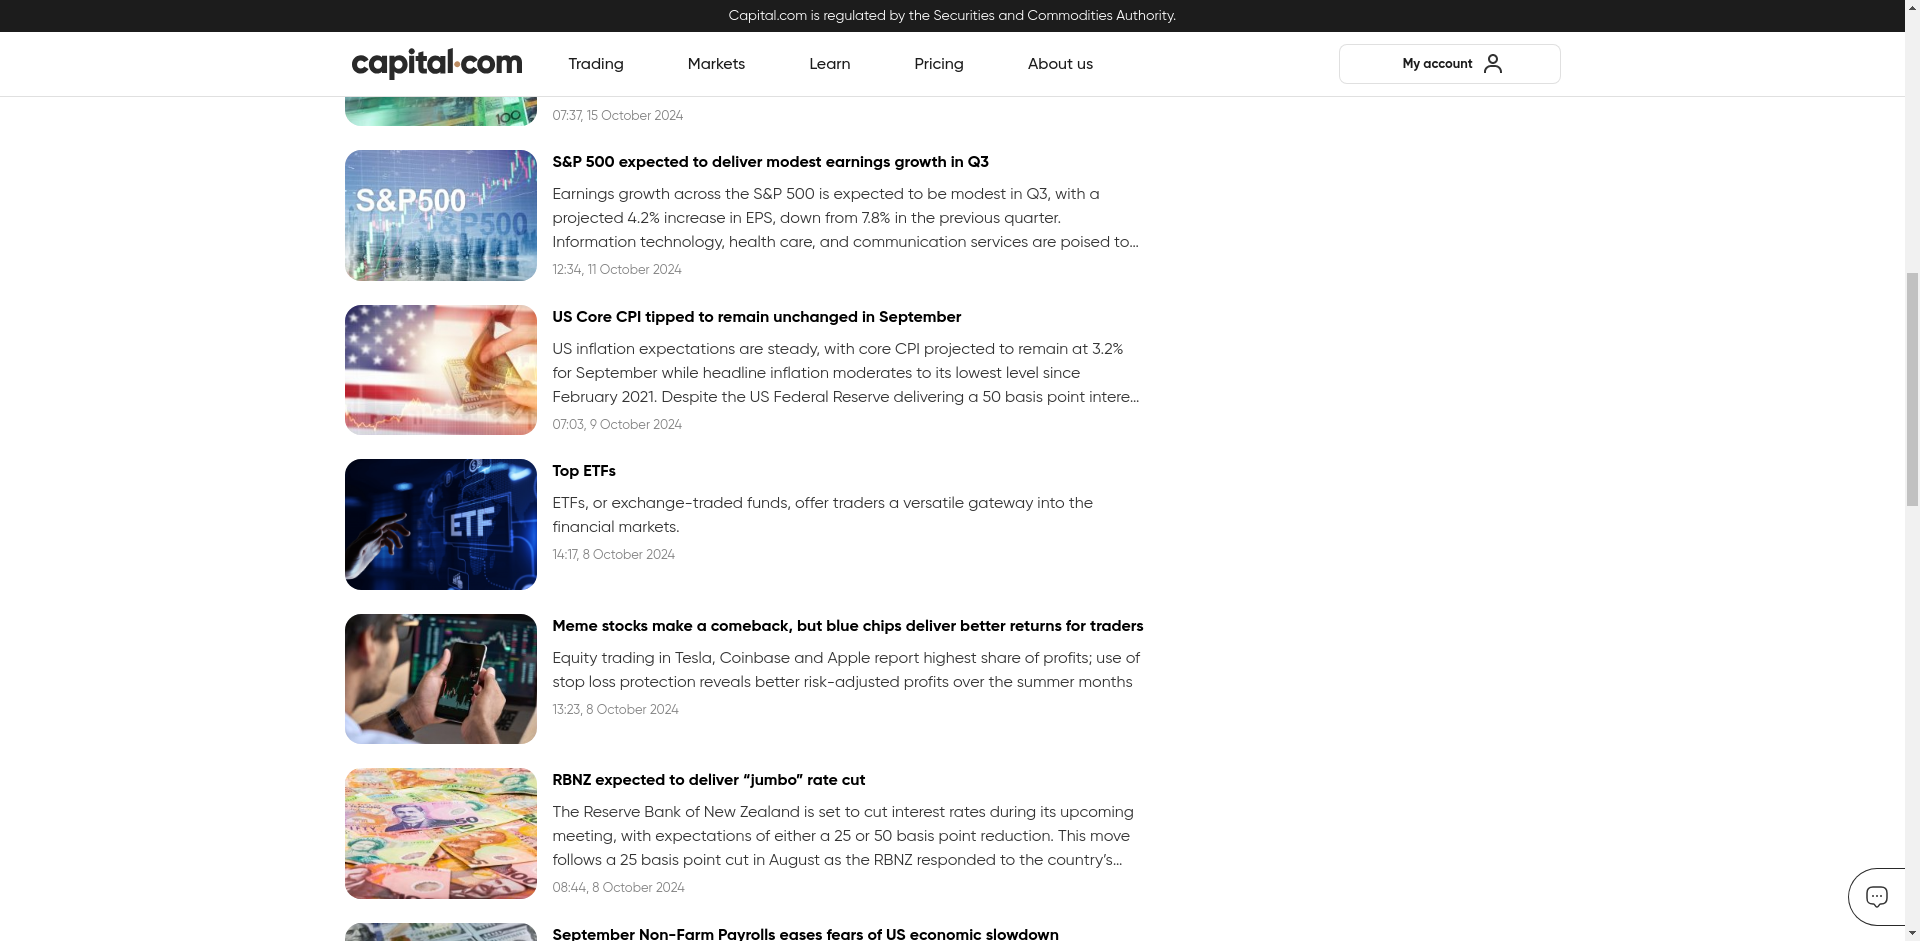 Capital.com is regulated by the Securities and Commodities Authority.
capital.com
Trading
Markets
Learn
Pricing
About us
My account
100
07:37, 15 October 2024
S&P500
S&P500
S&P 500 expected to deliver modest earnings growth in Q3
Earnings growth across the S&P 500 is expected to be modest in Q3, with a
projected 4.2% increase in EPS, down from 7.8% in the previous quarter.
Information technology, health care, and communication services are poised to...
12:34, 11 October 2024
US Core CPI tipped to remain unchanged in September
US inflation expectations are steady, with core CPI projected to remain at 3.2%
for September while headline inflation moderates to its lowest level since
February 2021. Despite the US Federal Reserve delivering a 50 basis point intere...
07:03, 9 October 2024
ETF
Top ETFs
ETFs, or exchange-traded funds, offer traders a versatile gateway into the
financial markets.
14:17, 8 October 2024
Meme stocks make a comeback, but blue chips deliver better returns for traders
Equity trading in Tesla, Coinbase and Apple report highest share of profits; use of
stop loss protection reveals better risk-adjusted profits over the summer months
13:23, 8 October 2024
50
RBNZ expected to deliver “jumbo” rate cut
The Reserve Bank of New Zealand is set to cut interest rates during its upcoming
meeting, with expectations of either a 25 or 50 basis point reduction. This move
follows a 25 basis point cut in August as the RBNZ responded to the country’s...
08:44, 8 October 2024
September Non-Farm Payrolls eases fears of US economic slowdown